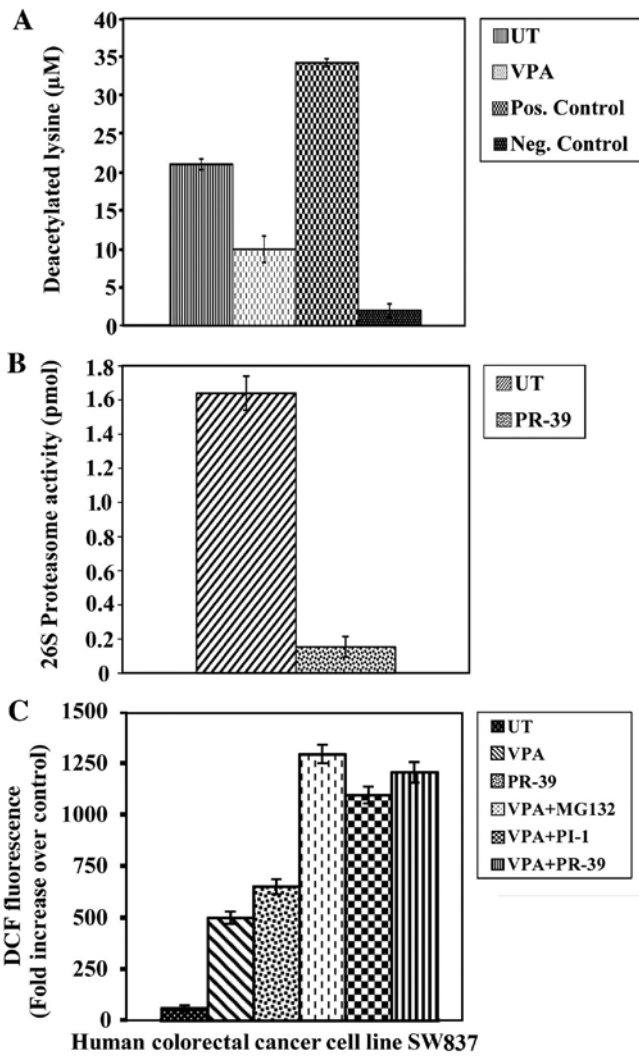 A
Deacetylated lysine (µM)
40
35
30
25
20
15
10
5
0
UT
VPA
Pos. Control
Neg. Control
B
26S Proteasome activity (pmol)
1.8
1.6
1.4
1.2
1.0
0.8
0.6
0.4
0.2
0
UT
PR-39
C
DCF fluorescence
(Fold increase over control)
1500
1250
1000
750
500
250
0
UT
VPA
PR-39
VPA+MG132
VPA+PI-1
VPA+PR-39
Human colorectal cancer cell line SW837